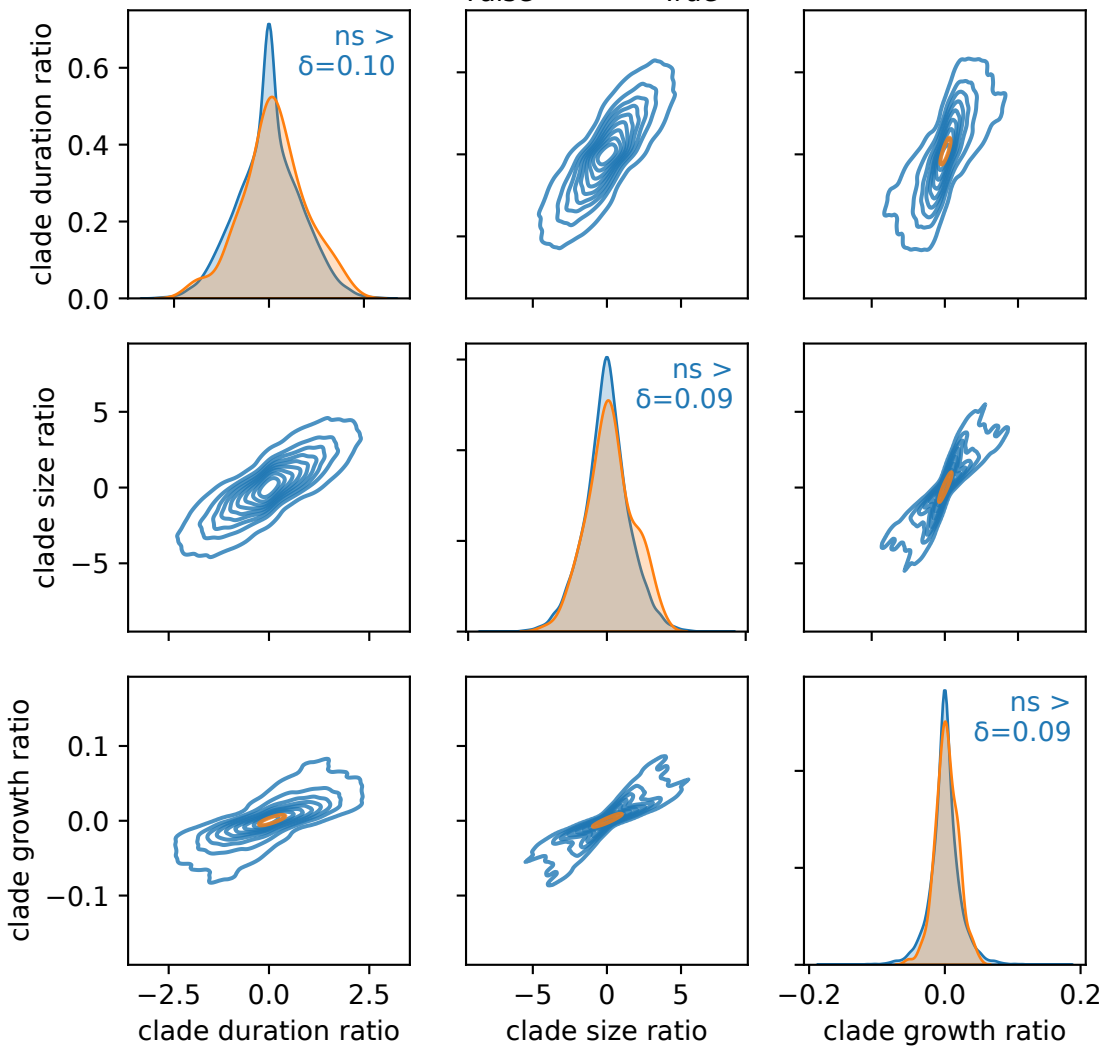 clade duration ratio
0.6
0.4
0.2
0.0
ns >
δ=0.10
clade size ratio
5
0
−5
ns >
δ=0.09
clade growth ratio
0.1
0.0
−0.1
ns >
δ=0.09
−2.5 0.0 2.5
−5 0 5
−0.2 0.0 0.2
clade duration ratio
clade size ratio
clade growth ratio